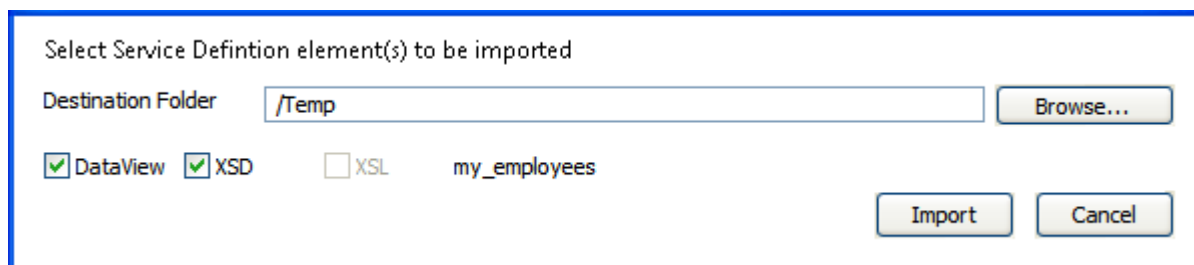 Select Service Defintion element(s) to be imported
Destination Folder /Temp Browse...
DataView XSD XSL my_employees
Import Cancel